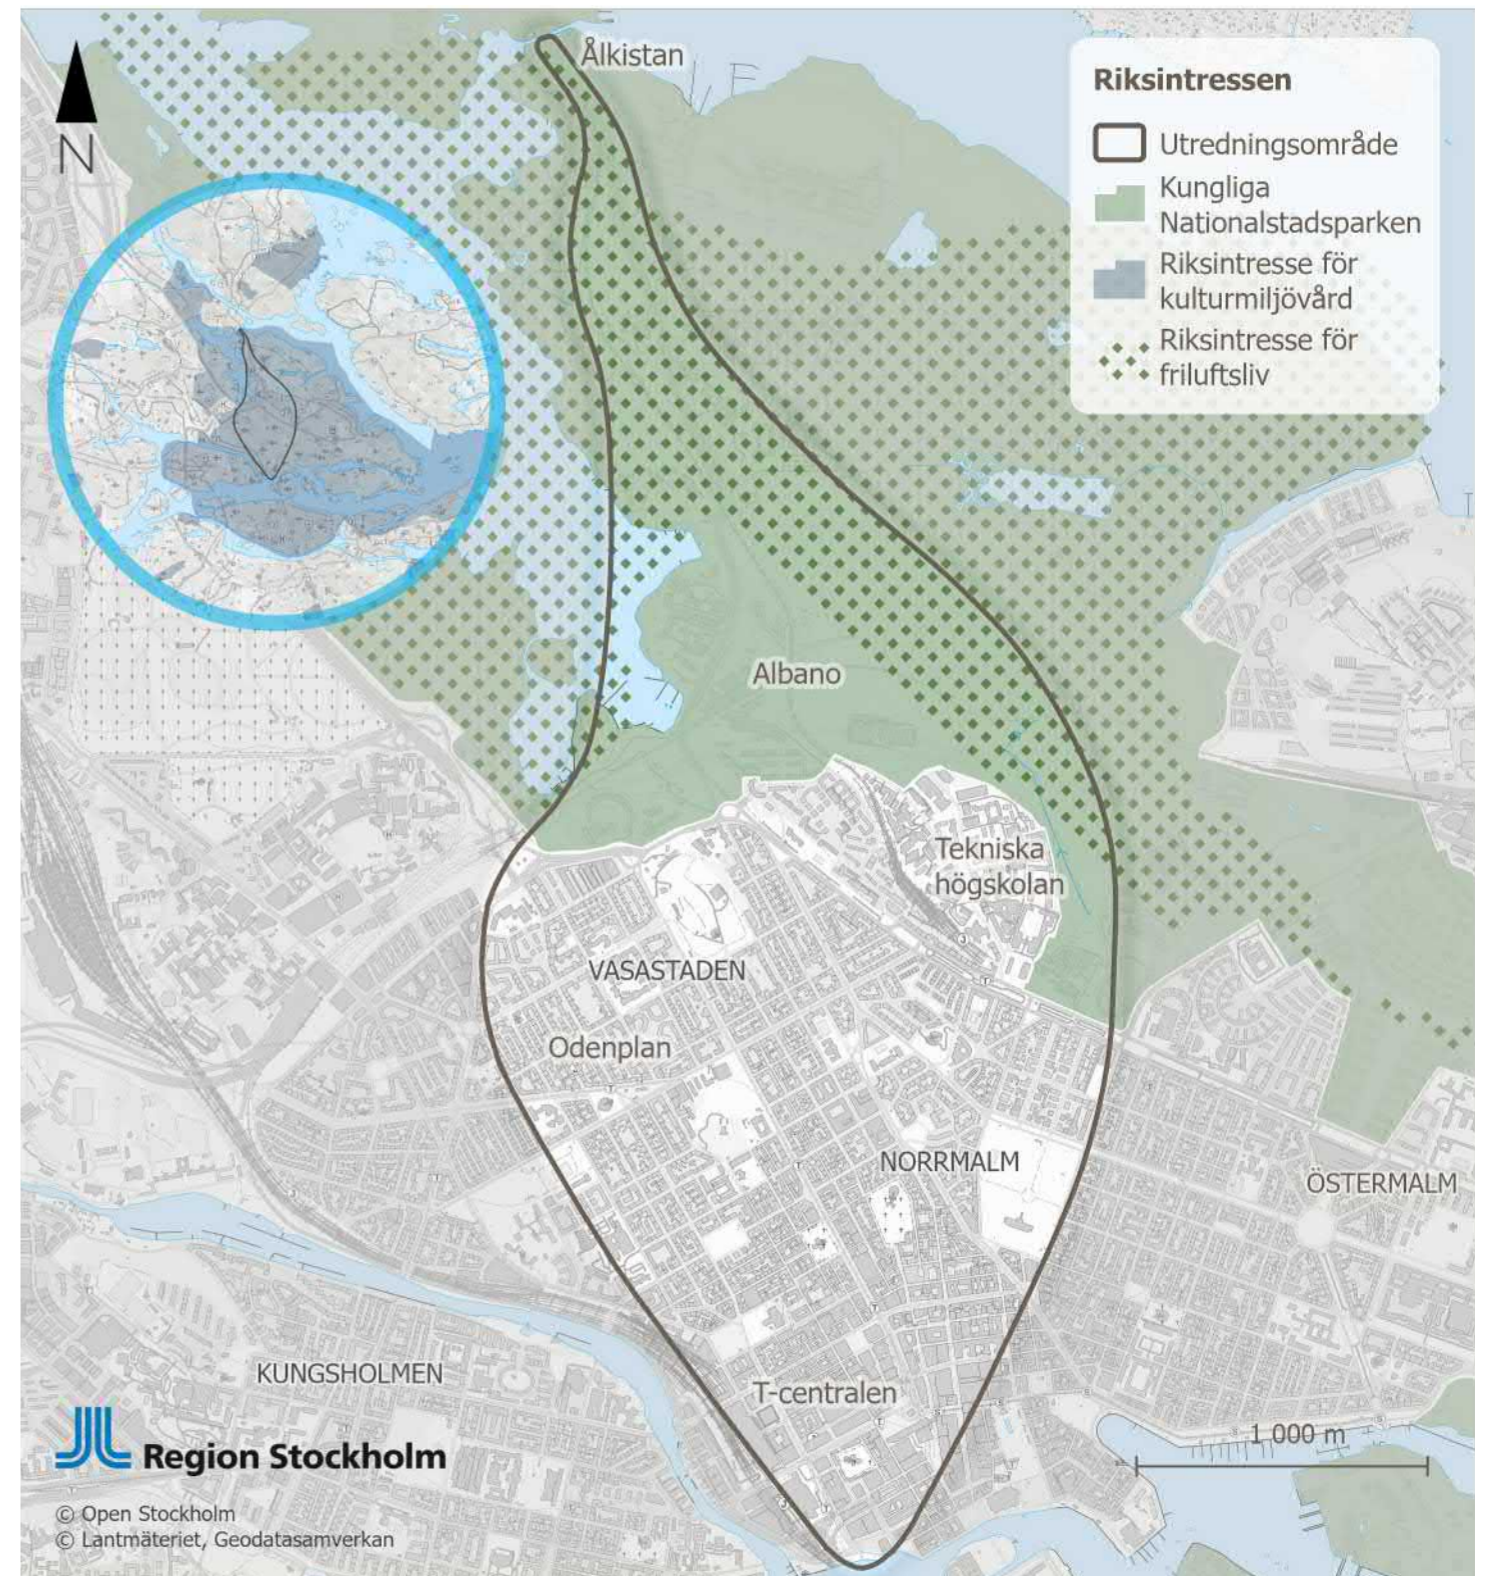 Ålkistan
N
Riksintressen
Utredningsområde
Kungliga
Nationalstadsparken
Riksintresse för
kulturmiljövård
Riksintresse för
friluftsliv
Albano
Tekniska
högskolan
VASASTADEN
Odenplan
NORRMALM
ÖSTERMALM
KUNGSHOLMEN
T-centralen
1 000 m
Region Stockholm
© Open Stockholm
© Lantmäteriet, Geodatasamverkan